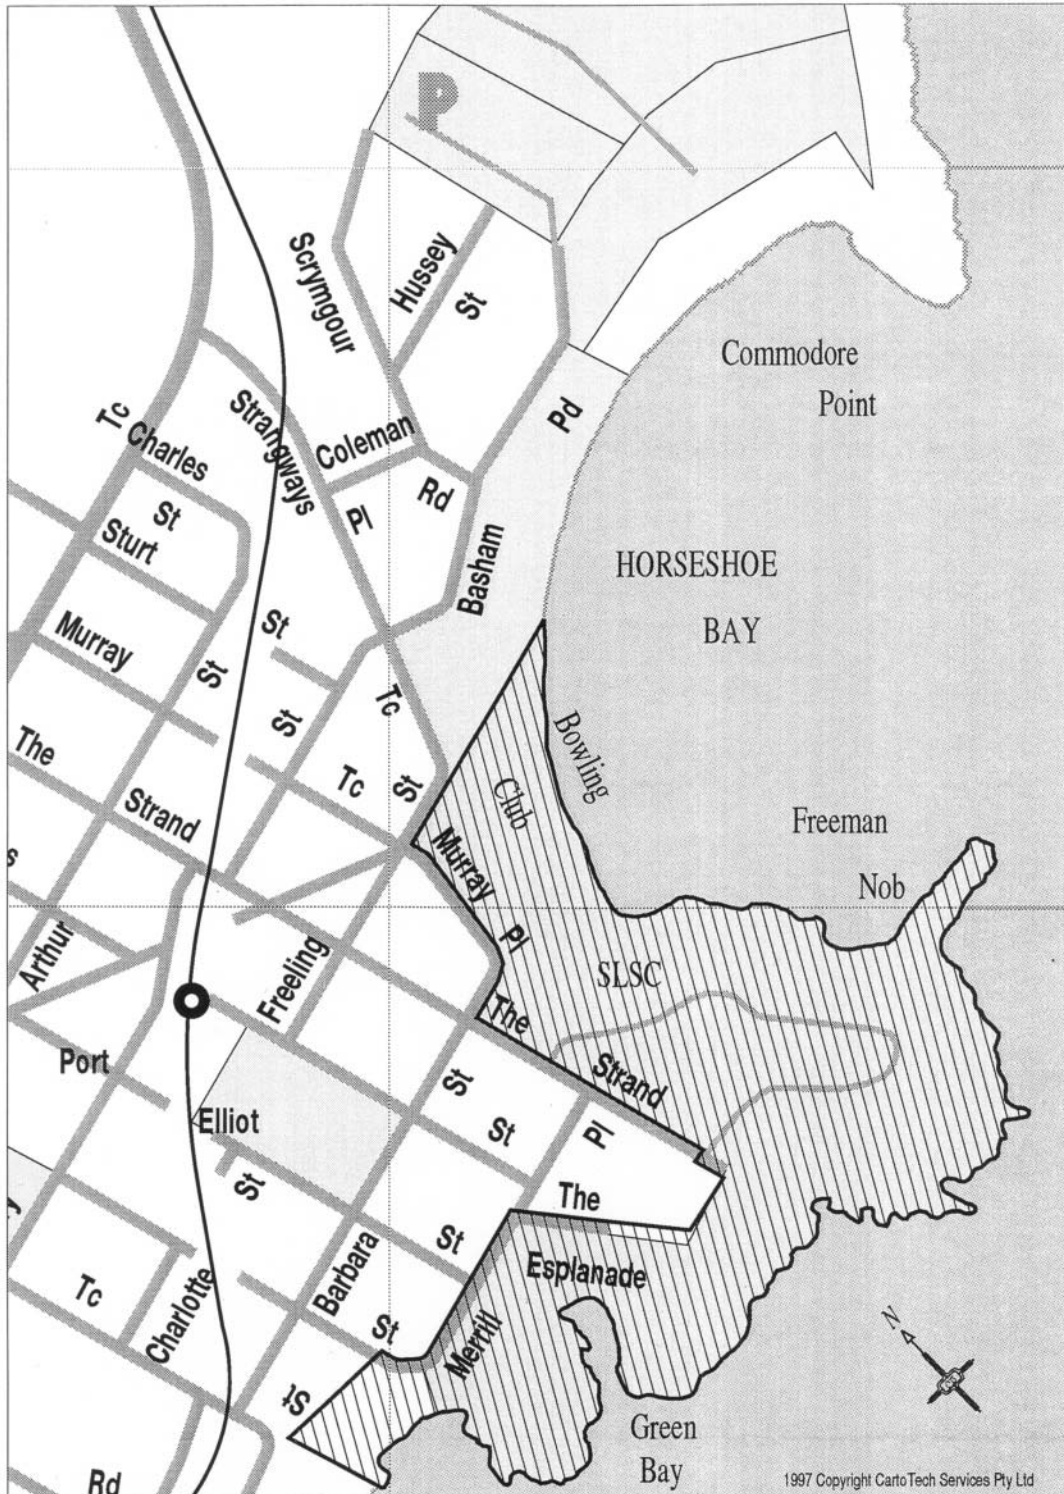 P
Scrymgour
Hussey
St
Commodore
Point
Tc
Charles
Strangways
Coleman
Pd
St
Sturt
Pl
Rd
Basham
HORSESHOE
BAY
Murray
St
St
St
Tc
The
Strand
Tc
St
Club
Bowling
Murray
Pl
Freeman
Nob
s
Arthur
Freeling
SLSC
The
Strand
Port
Elliot
St
St
St
Pl
The
Esplanade
y
Tc
Charlotte
Barbara
St
St
St
Merrill
N
Green
Bay
Rd
1997 Copyright CartoTech Services Pty Ltd